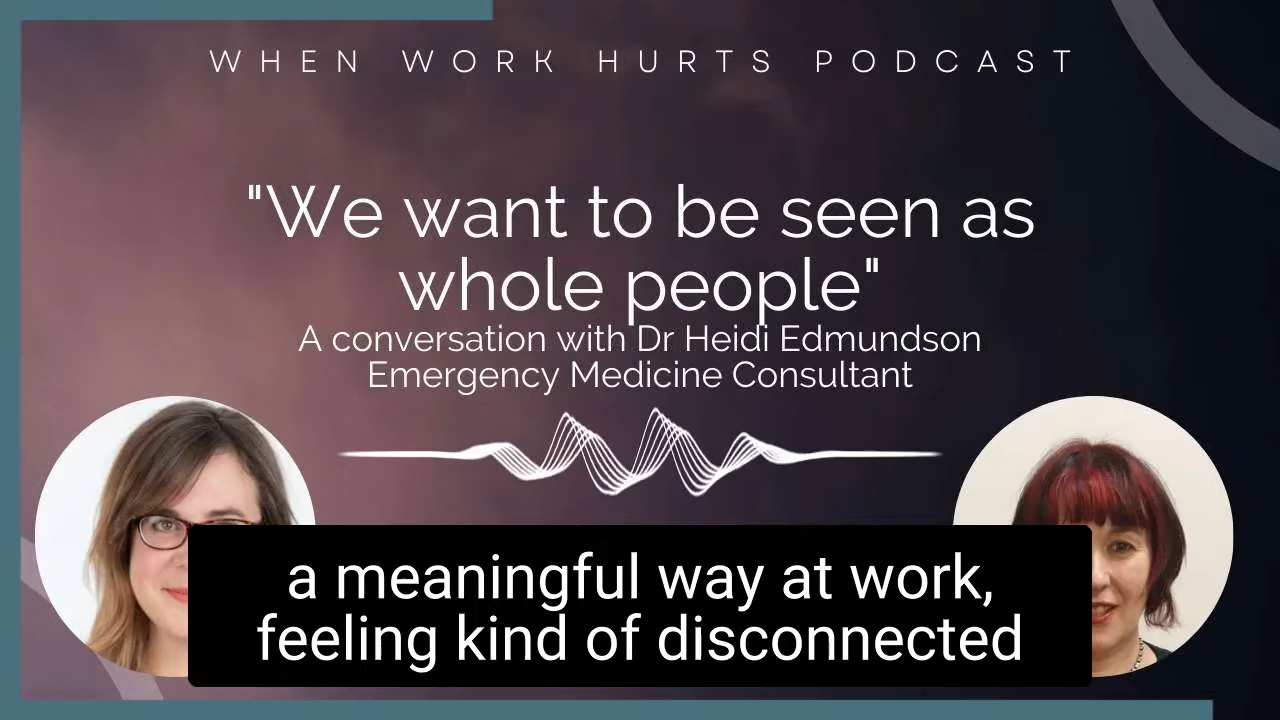 WHEN WORK HURTS PODCAST
"We want to be seen as
whole people"
A conversation with Dr Heidi Edmundson
Emergency Medicine Consultant
a meaningful way at work,
feeling kind of disconnected